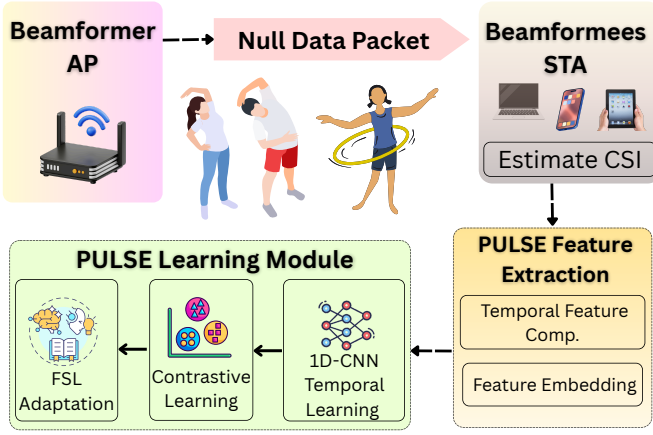 Beamformer
AP
Null Data Packet
Beamformees
STA
Estimate CSI
PULSE Feature
Extraction
Temporal Feature
Comp.
Feature Embedding
PULSE Learning Module
1D-CNN
Temporal
Learning
Contrastive
Learning
FSL
Adaptation